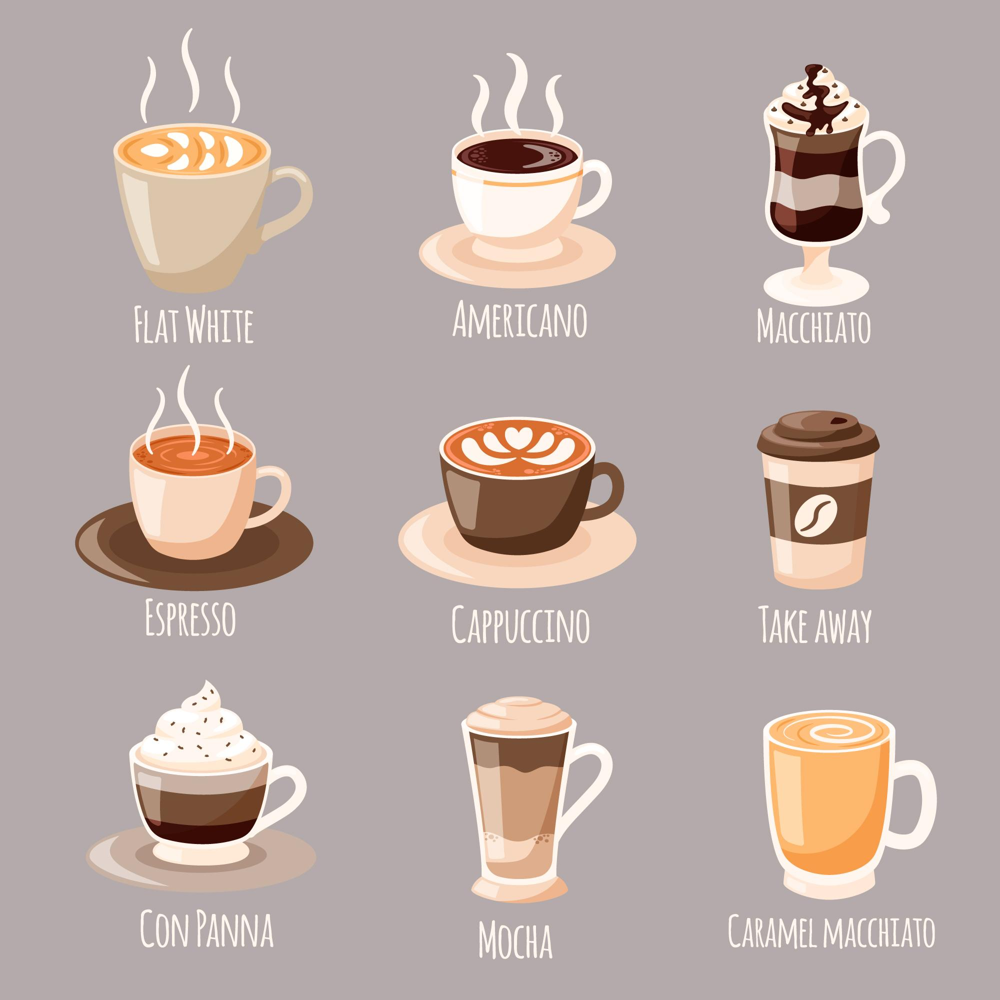 Flat White
Americano
Macchiato
Espresso
Cappuccino
Take away
Con Panna
Mocha
Caramel macchiato